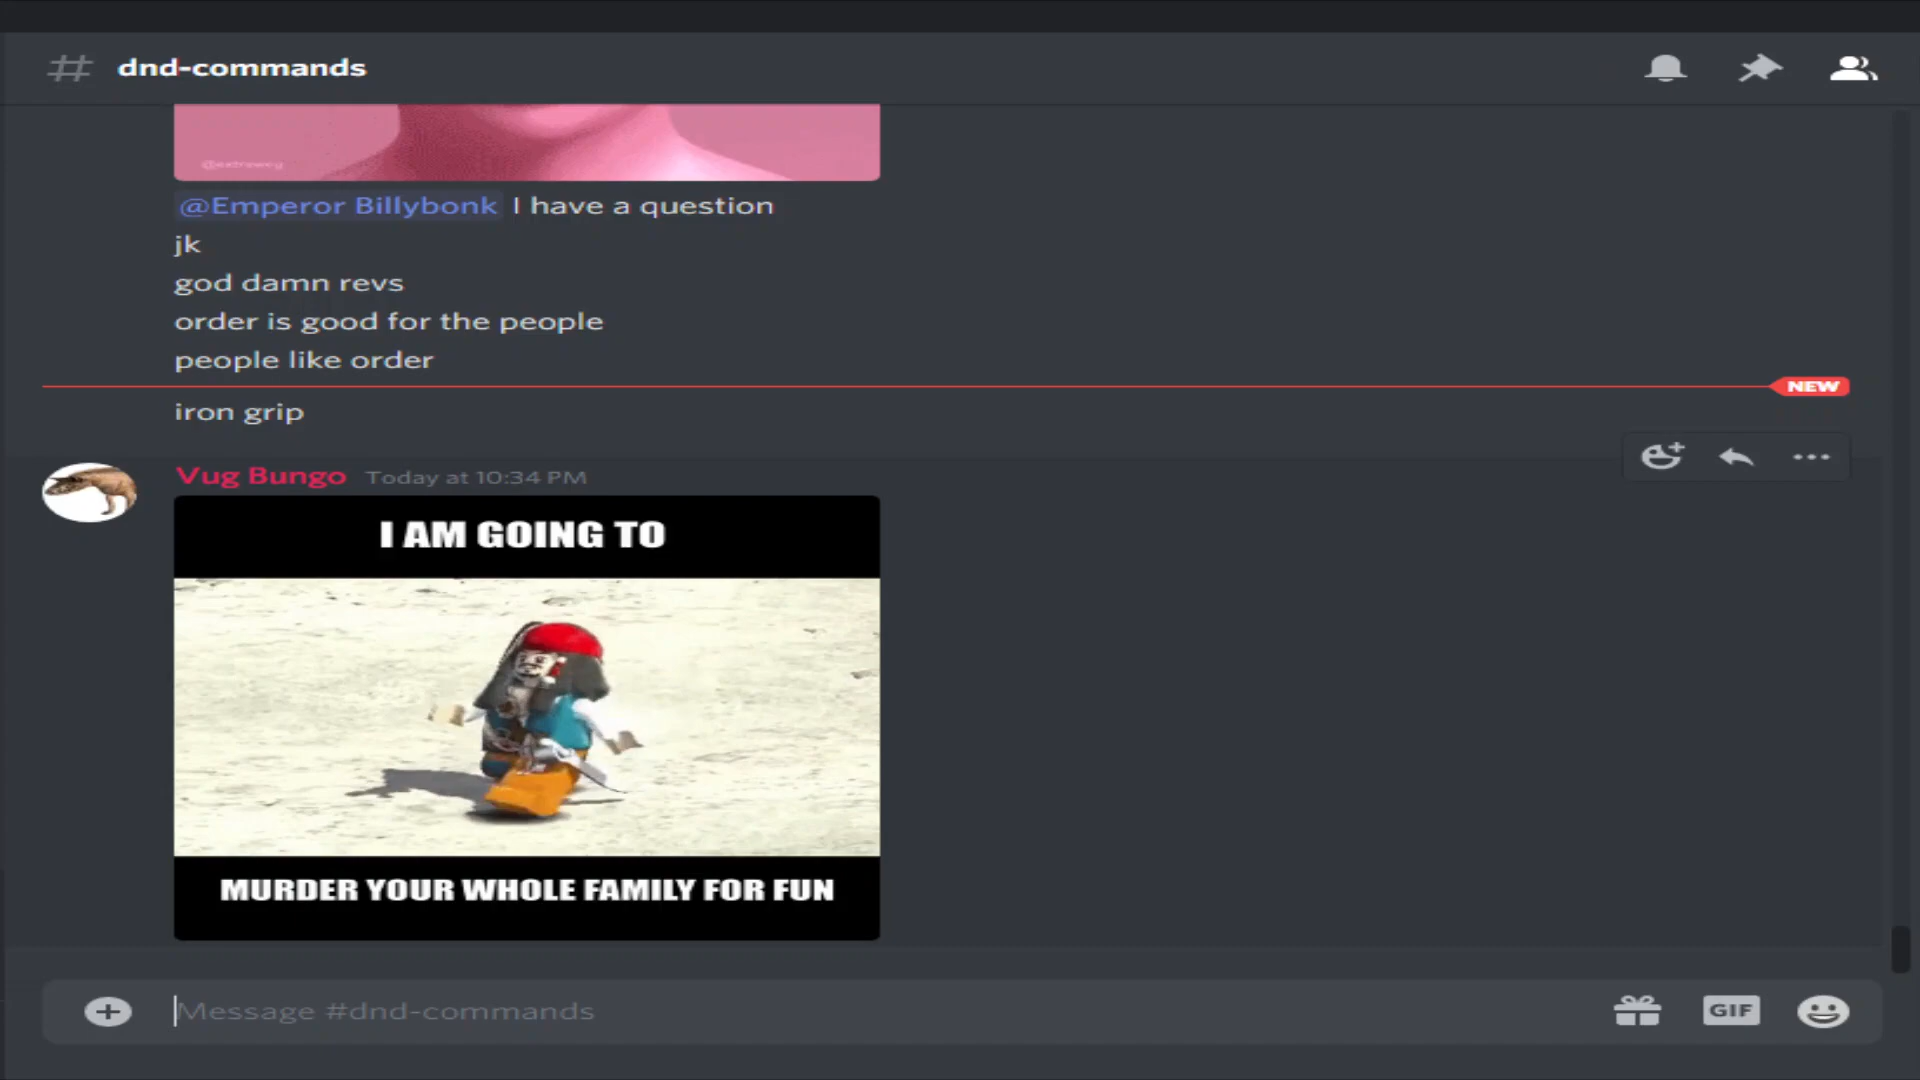 dnd-commands
@Emperor Billybonk I have a question
jk
god damn revs
order is good for the people
people like order
NEW
iron grip
Vug Bungo Today at 10:34 PM
I AM GOING TO
MURDER YOUR WHOLE FAMILY FOR FUN
Message #dnd-commands
GIF